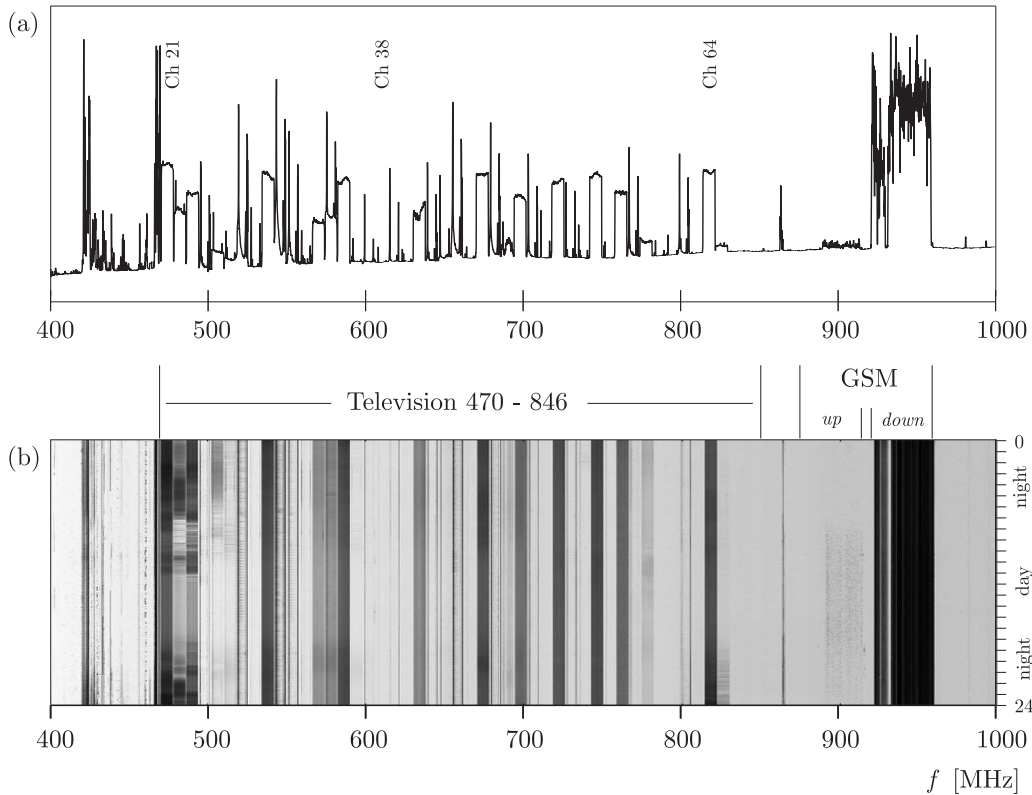 (a)
Ch 21
Ch 38
Ch 64
400 500 600 700 800 900 1000
Television 470 - 846
GSM
up down
(b)
0
night
day
night
24
400 500 600 700 800 900 1000
f [MHz]